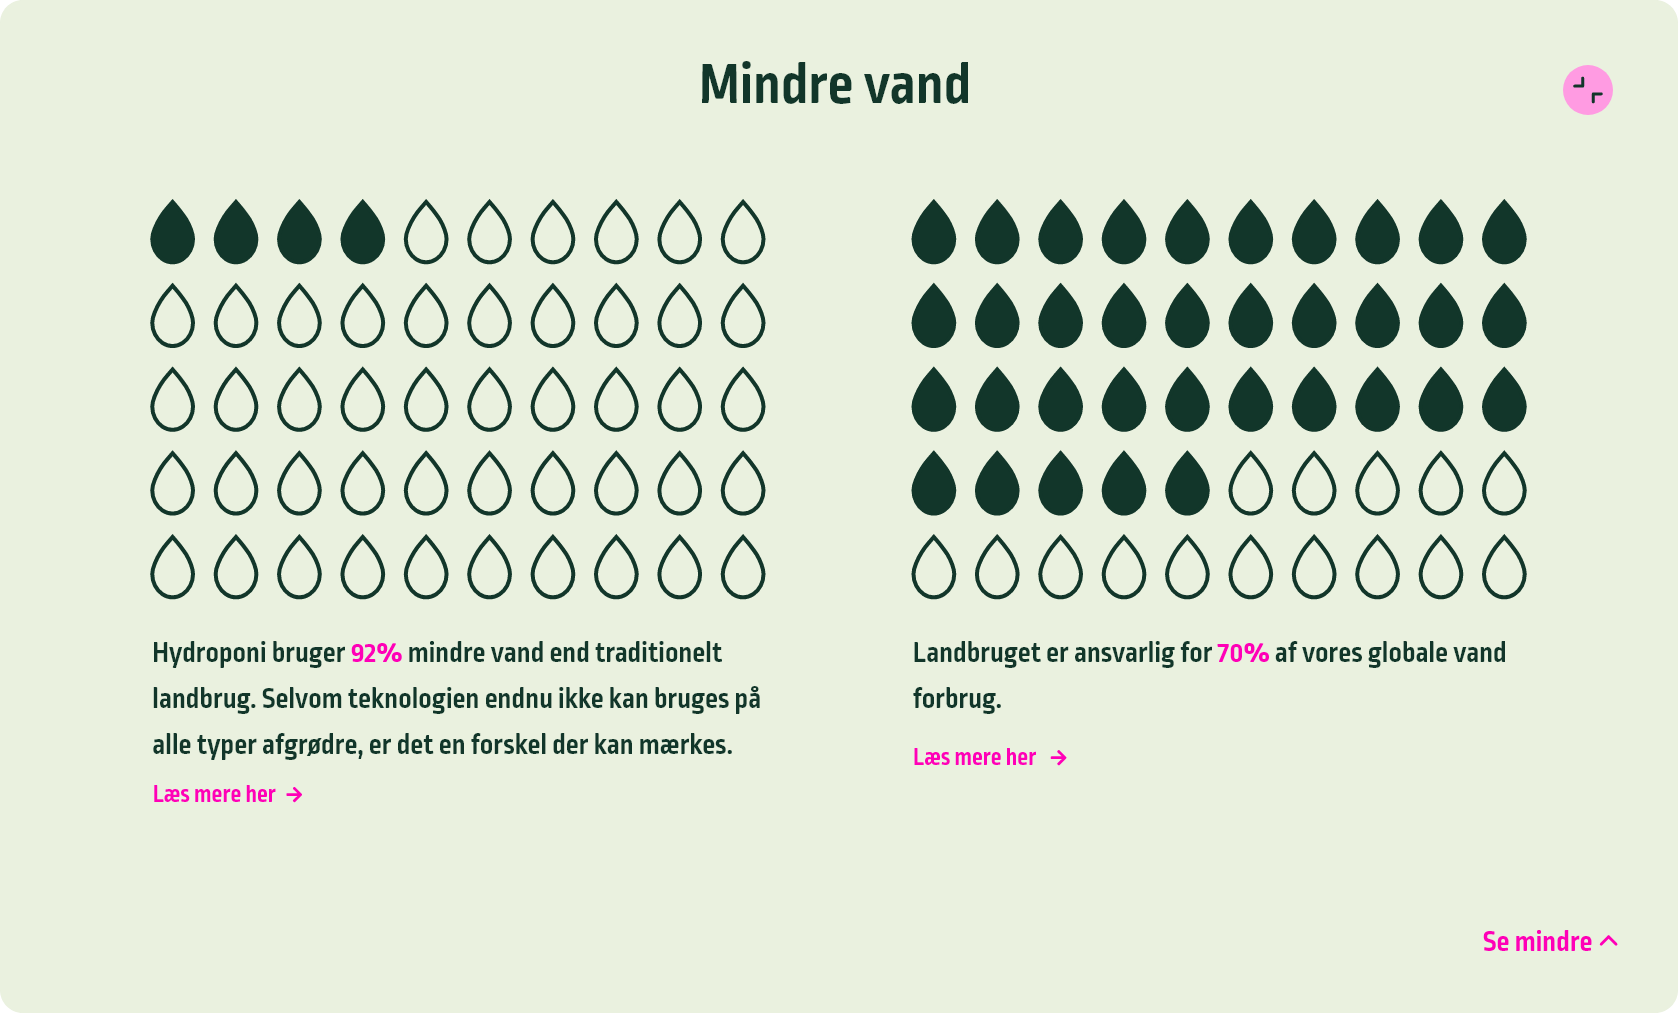 Mindre vand
Hydroponi bruger 92% mindre vand end traditionelt
landbrug. Selvom teknologien endnu ikke kan bruges på
alle typer afgrødre, er det en forskel der kan mærkes.
Læs mere her →
Landbruget er ansvarlig for 70% af vores globale vand
forbrug.
Læs mere her →
Se mindre